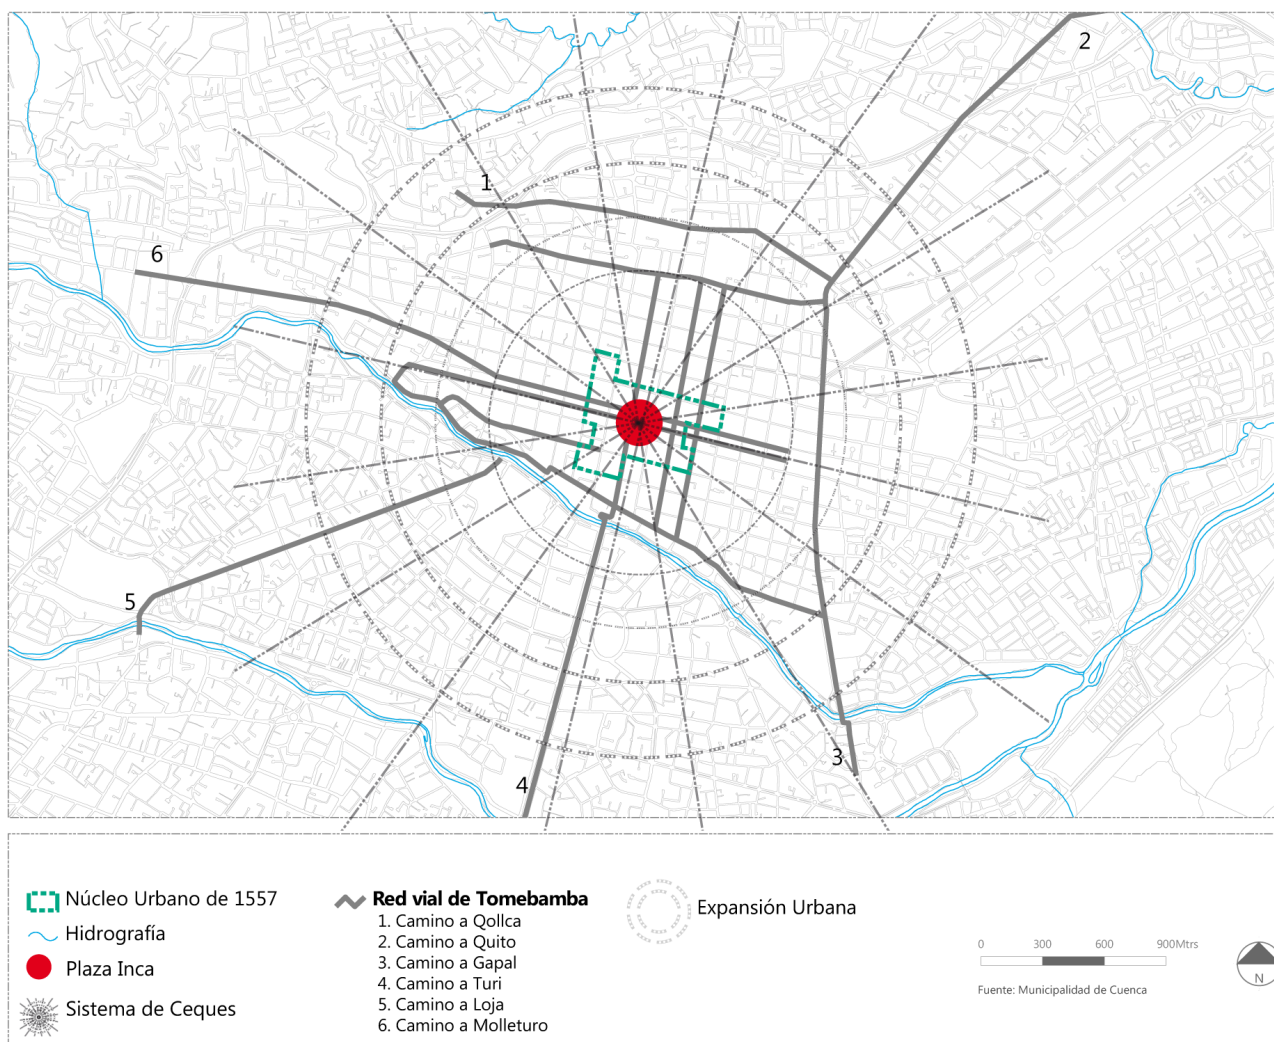 2
1
6
5
3
4
Núcleo Urbano de 1557
Hidrografía
Plaza Inca
Sistema de Ceques
Red vial de Tomebamba
1. Camino a Qollca
2. Camino a Quito
3. Camino a Gapal
4. Camino a Turi
5. Camino a Loja
6. Camino a Molleturo
Expansión Urbana
0 300 600 900Mtrs
Fuente: Municipalidad de Cuenca
N